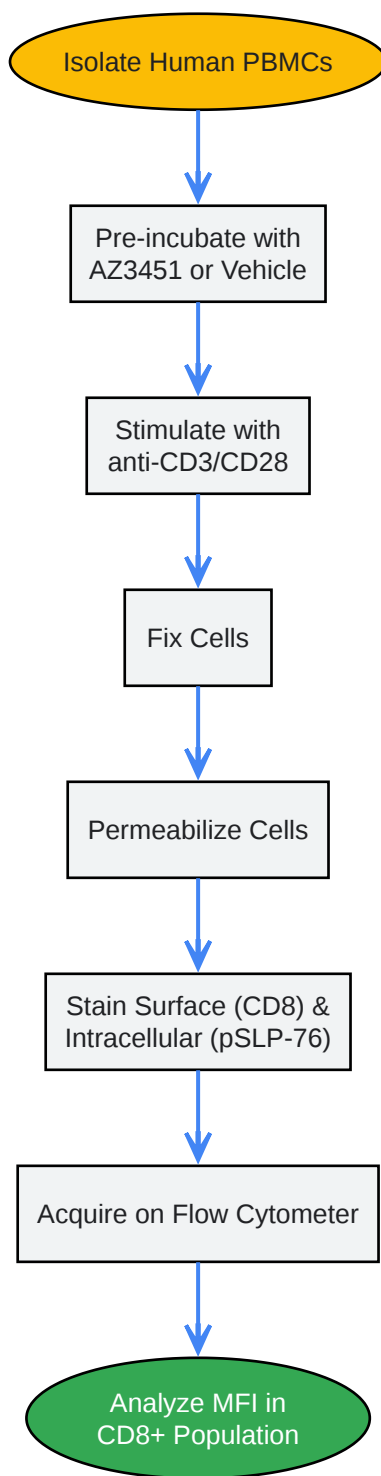 Isolate Human PBMCs
Pre-incubate with
AZ3451 or Vehicle
Stimulate with
anti-CD3/CD28
Fix Cells
Permeabilize Cells
Stain Surface (CD8) &
Intracellular (pSLP-76)
Acquire on Flow Cytometer
Analyze MFI in
CD8+ Population